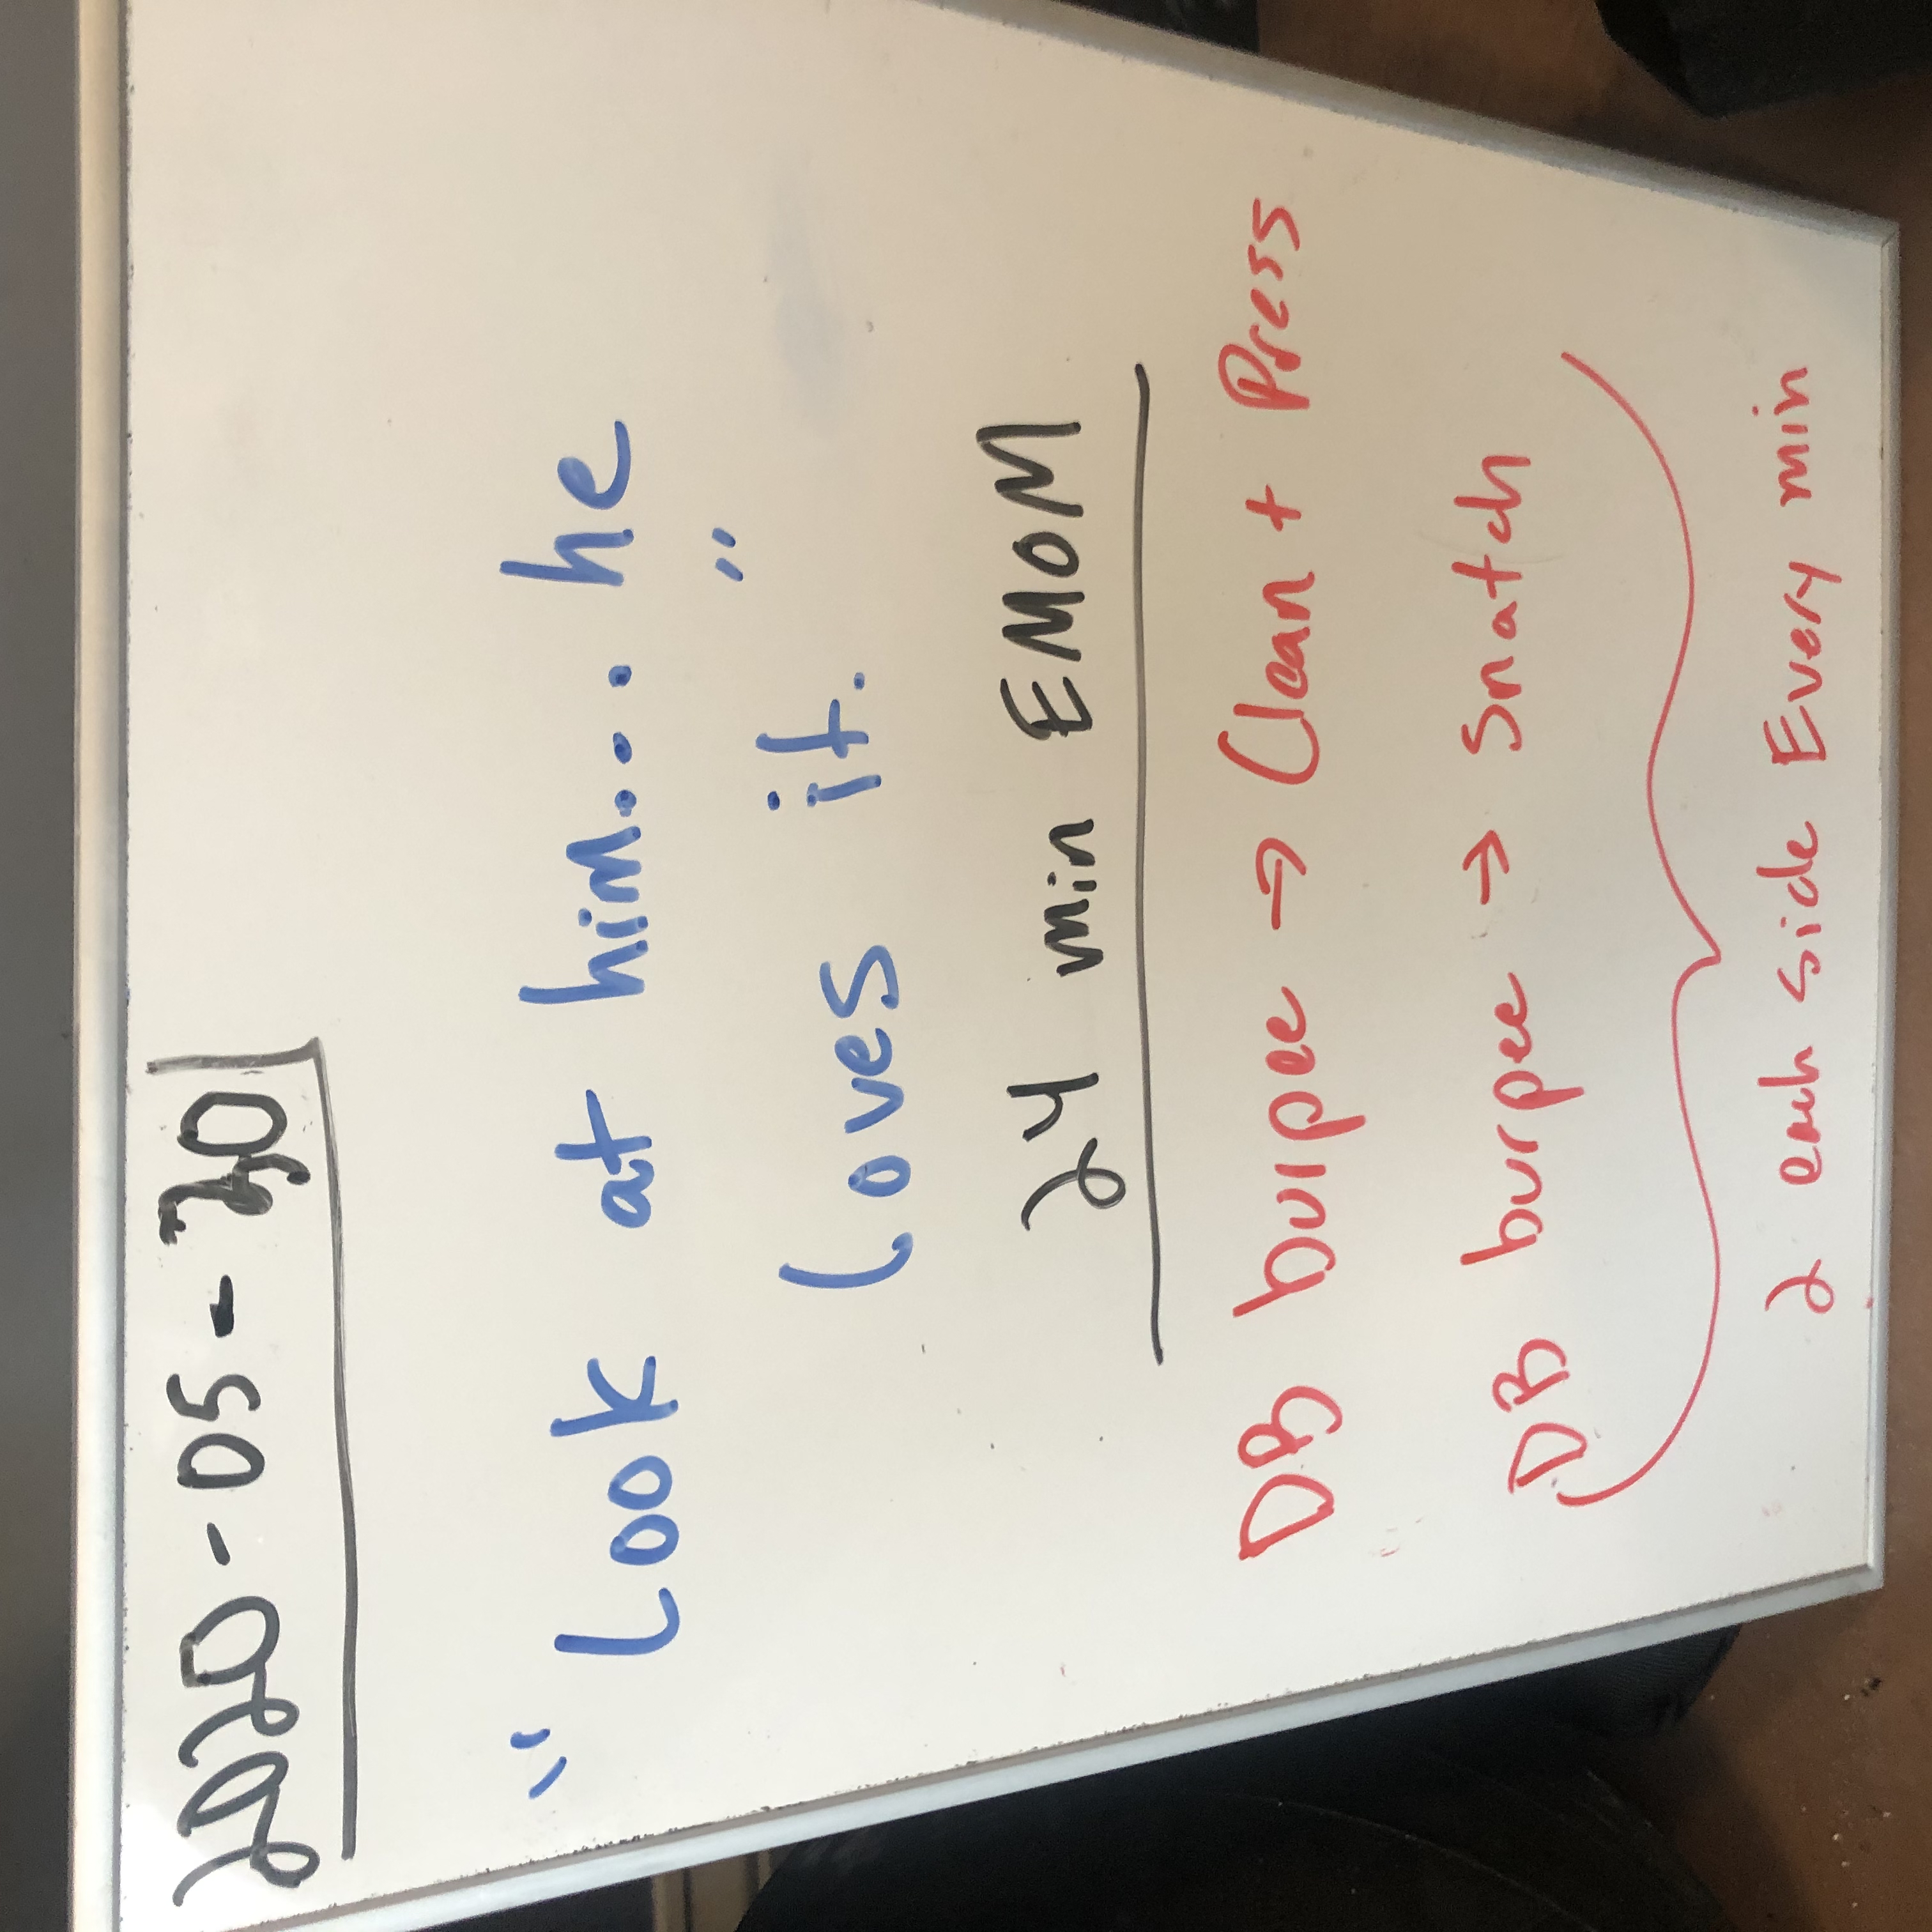 2020-05-30
"Look at him... he
loves it."
24 min EMOM
DB burpee → Clean + Press
DB burpee → Snatch
2 each side Every min